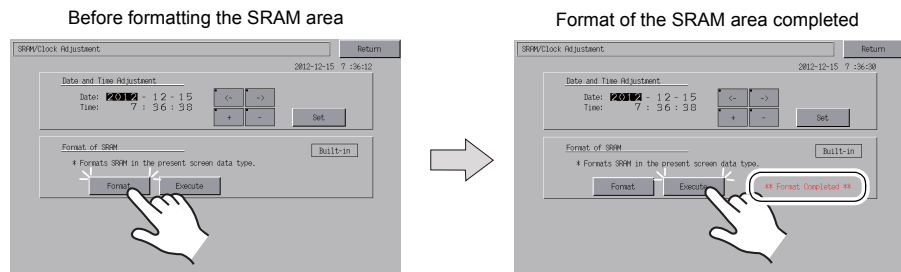 Before formatting the SRAM area
SRAM/Clock Adjustment
Return
2012-12-15 7 :36:12
Date and Time Adjustment
Date: 2012 - 12 - 15
Time: 7 : 36 : 38
<- ->
+ -
Set
Format of SRAM
Built-in
* Formats SRAM in the present screen data type.
Format
Execute
Format of the SRAM area completed
SRAM/Clock Adjustment
Return
2012-12-15 7 :36:30
Date and Time Adjustment
Date: 2012 - 12 - 15
Time: 7 : 36 : 38
<- ->
+ -
Set
Format of SRAM
Built-in
* Formats SRAM in the present screen data type.
Format
Execute
** Format Completed **